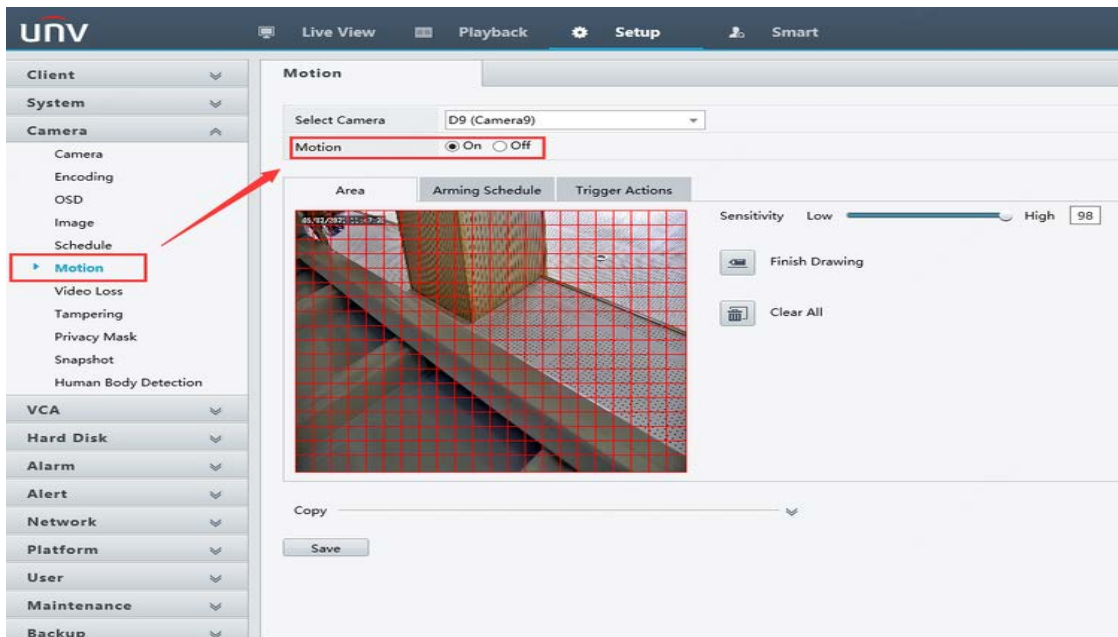 unv
Live View Playback Setup Smart
Client
System
Camera
Camera
Encoding
OSD
Image
Schedule
Motion
Video Loss
Tampering
Privacy Mask
Snapshot
Human Body Detection
VCA
Hard Disk
Alarm
Alert
Network
Platform
User
Maintenance
Backup
Motion
Select Camera D9 (Camera9)
Motion On Off
Area Arming Schedule Trigger Actions
Sensitivity Low High 98
Finish Drawing
Clear All
Copy
Save